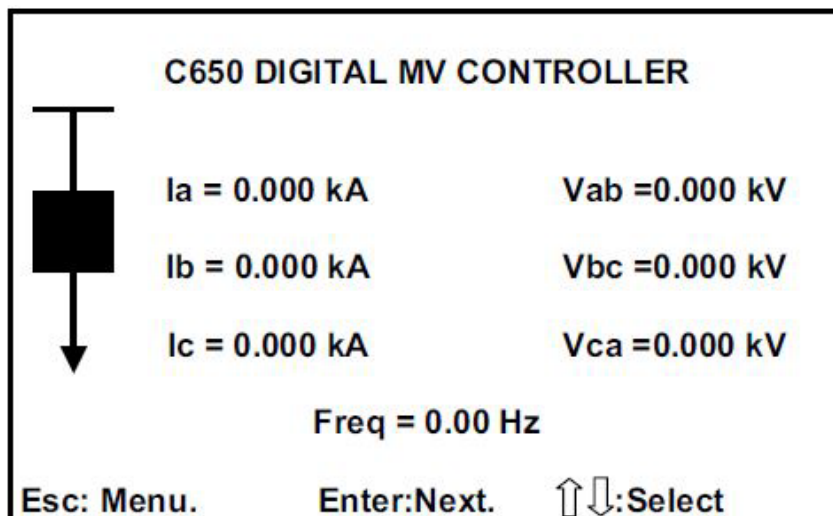 C650 DIGITAL MV CONTROLLER
Ia = 0.000 kA Vab =0.000 kV
Ib = 0.000 kA Vbc =0.000 kV
Ic = 0.000 kA Vca =0.000 kV
Freq = 0.00 Hz
Esc: Menu. Enter:Next. ⇧⇩:Select